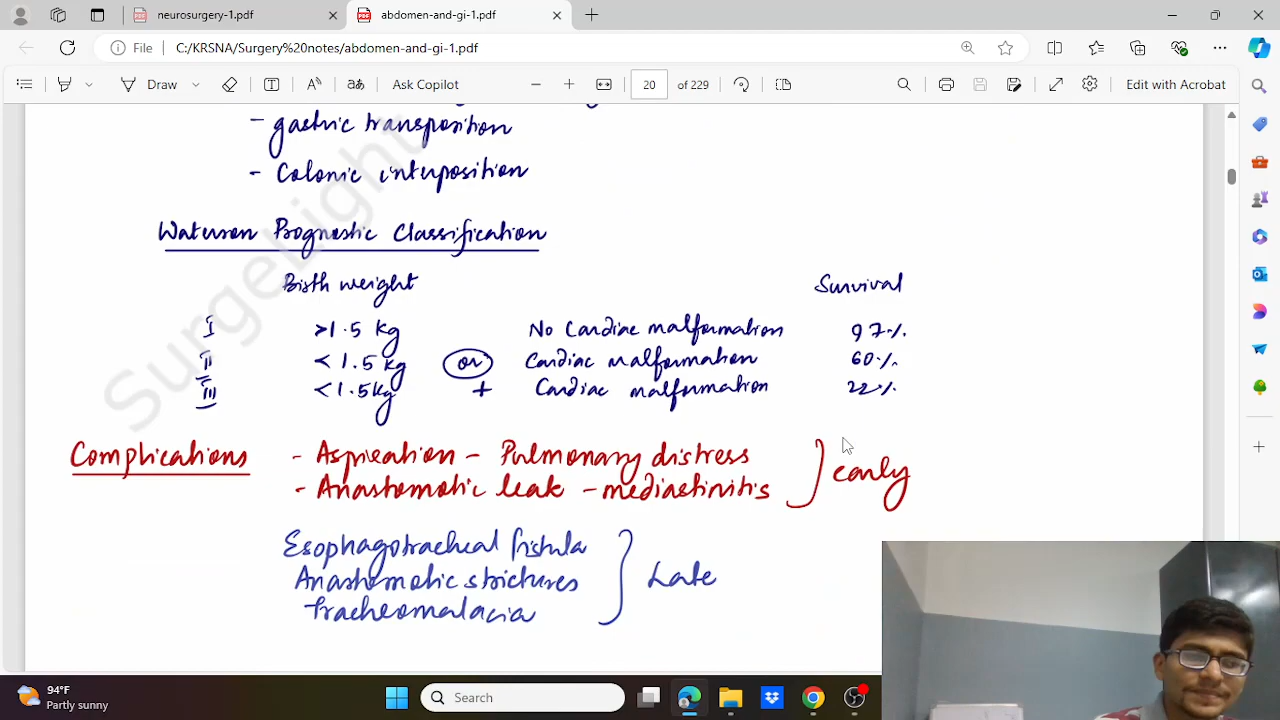 neurosurgery-1.pdf
abdomen-and-gi-1.pdf
File C:/KRSNA/Surgery%20notes/abdomen-and-gi-1.pdf
Draw Ask Copilot 20 of 229 Edit with Acrobat
- gastric transposition
- Colonic interposition
Waterson Prognostic Classification
Birth weight Survival
I >1.5 kg No Cardiac malformation 97%
II < 1.5 kg or Cardiac malformation 60%
III < 1.5kg + Cardiac malformation 22%
Complications - Aspiration - Pulmonary distress
- Anastomotic leak - mediastinitis
early
Esophagotracheal fistula
Anastomotic strictures
Tracheomalacia
Late
SurgeLight
94°F
Partly sunny
Search